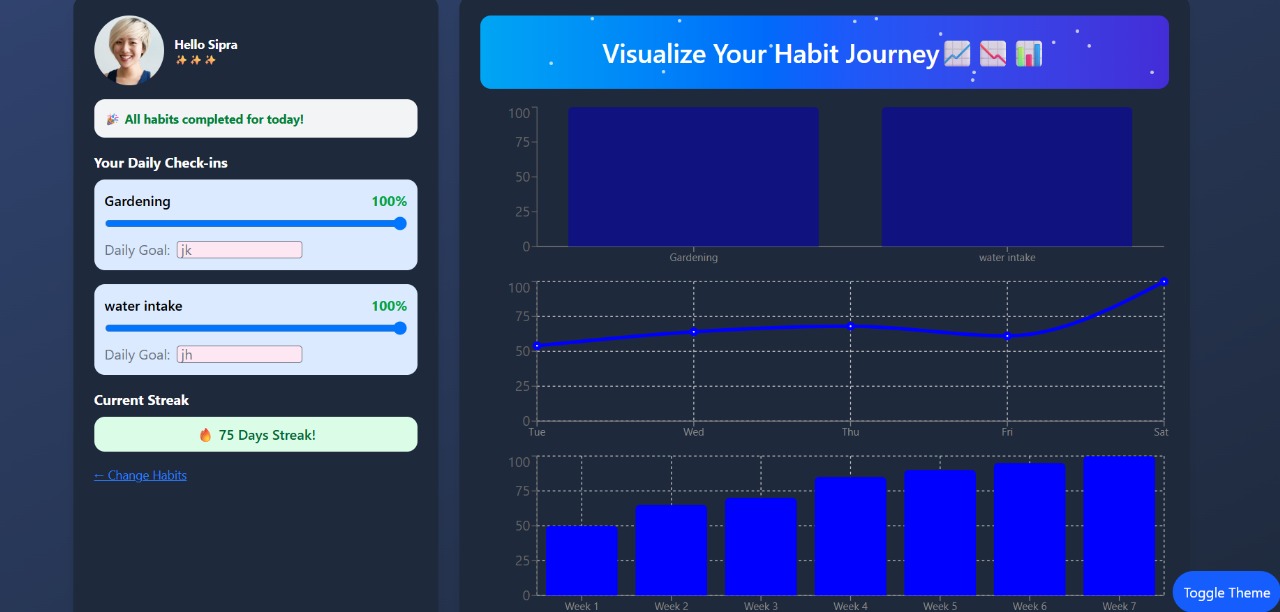 Hello Sipra
✨✨✨
🎉 All habits completed for today!
Your Daily Check-ins
Gardening 100%
Daily Goal: jk
water intake 100%
Daily Goal: jh
Current Streak
🔥 75 Days Streak!
← Change Habits
Visualize Your Habit Journey📈 📉 📊
100
75
50
25
0
Gardening water intake
100
75
50
25
0
Tue Wed Thu Fri Sat
100
75
50
25
0
Week 1 Week 2 Week 3 Week 4 Week 5 Week 6 Week 7
Toggle Theme